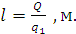 l = Q / q₁ , м.